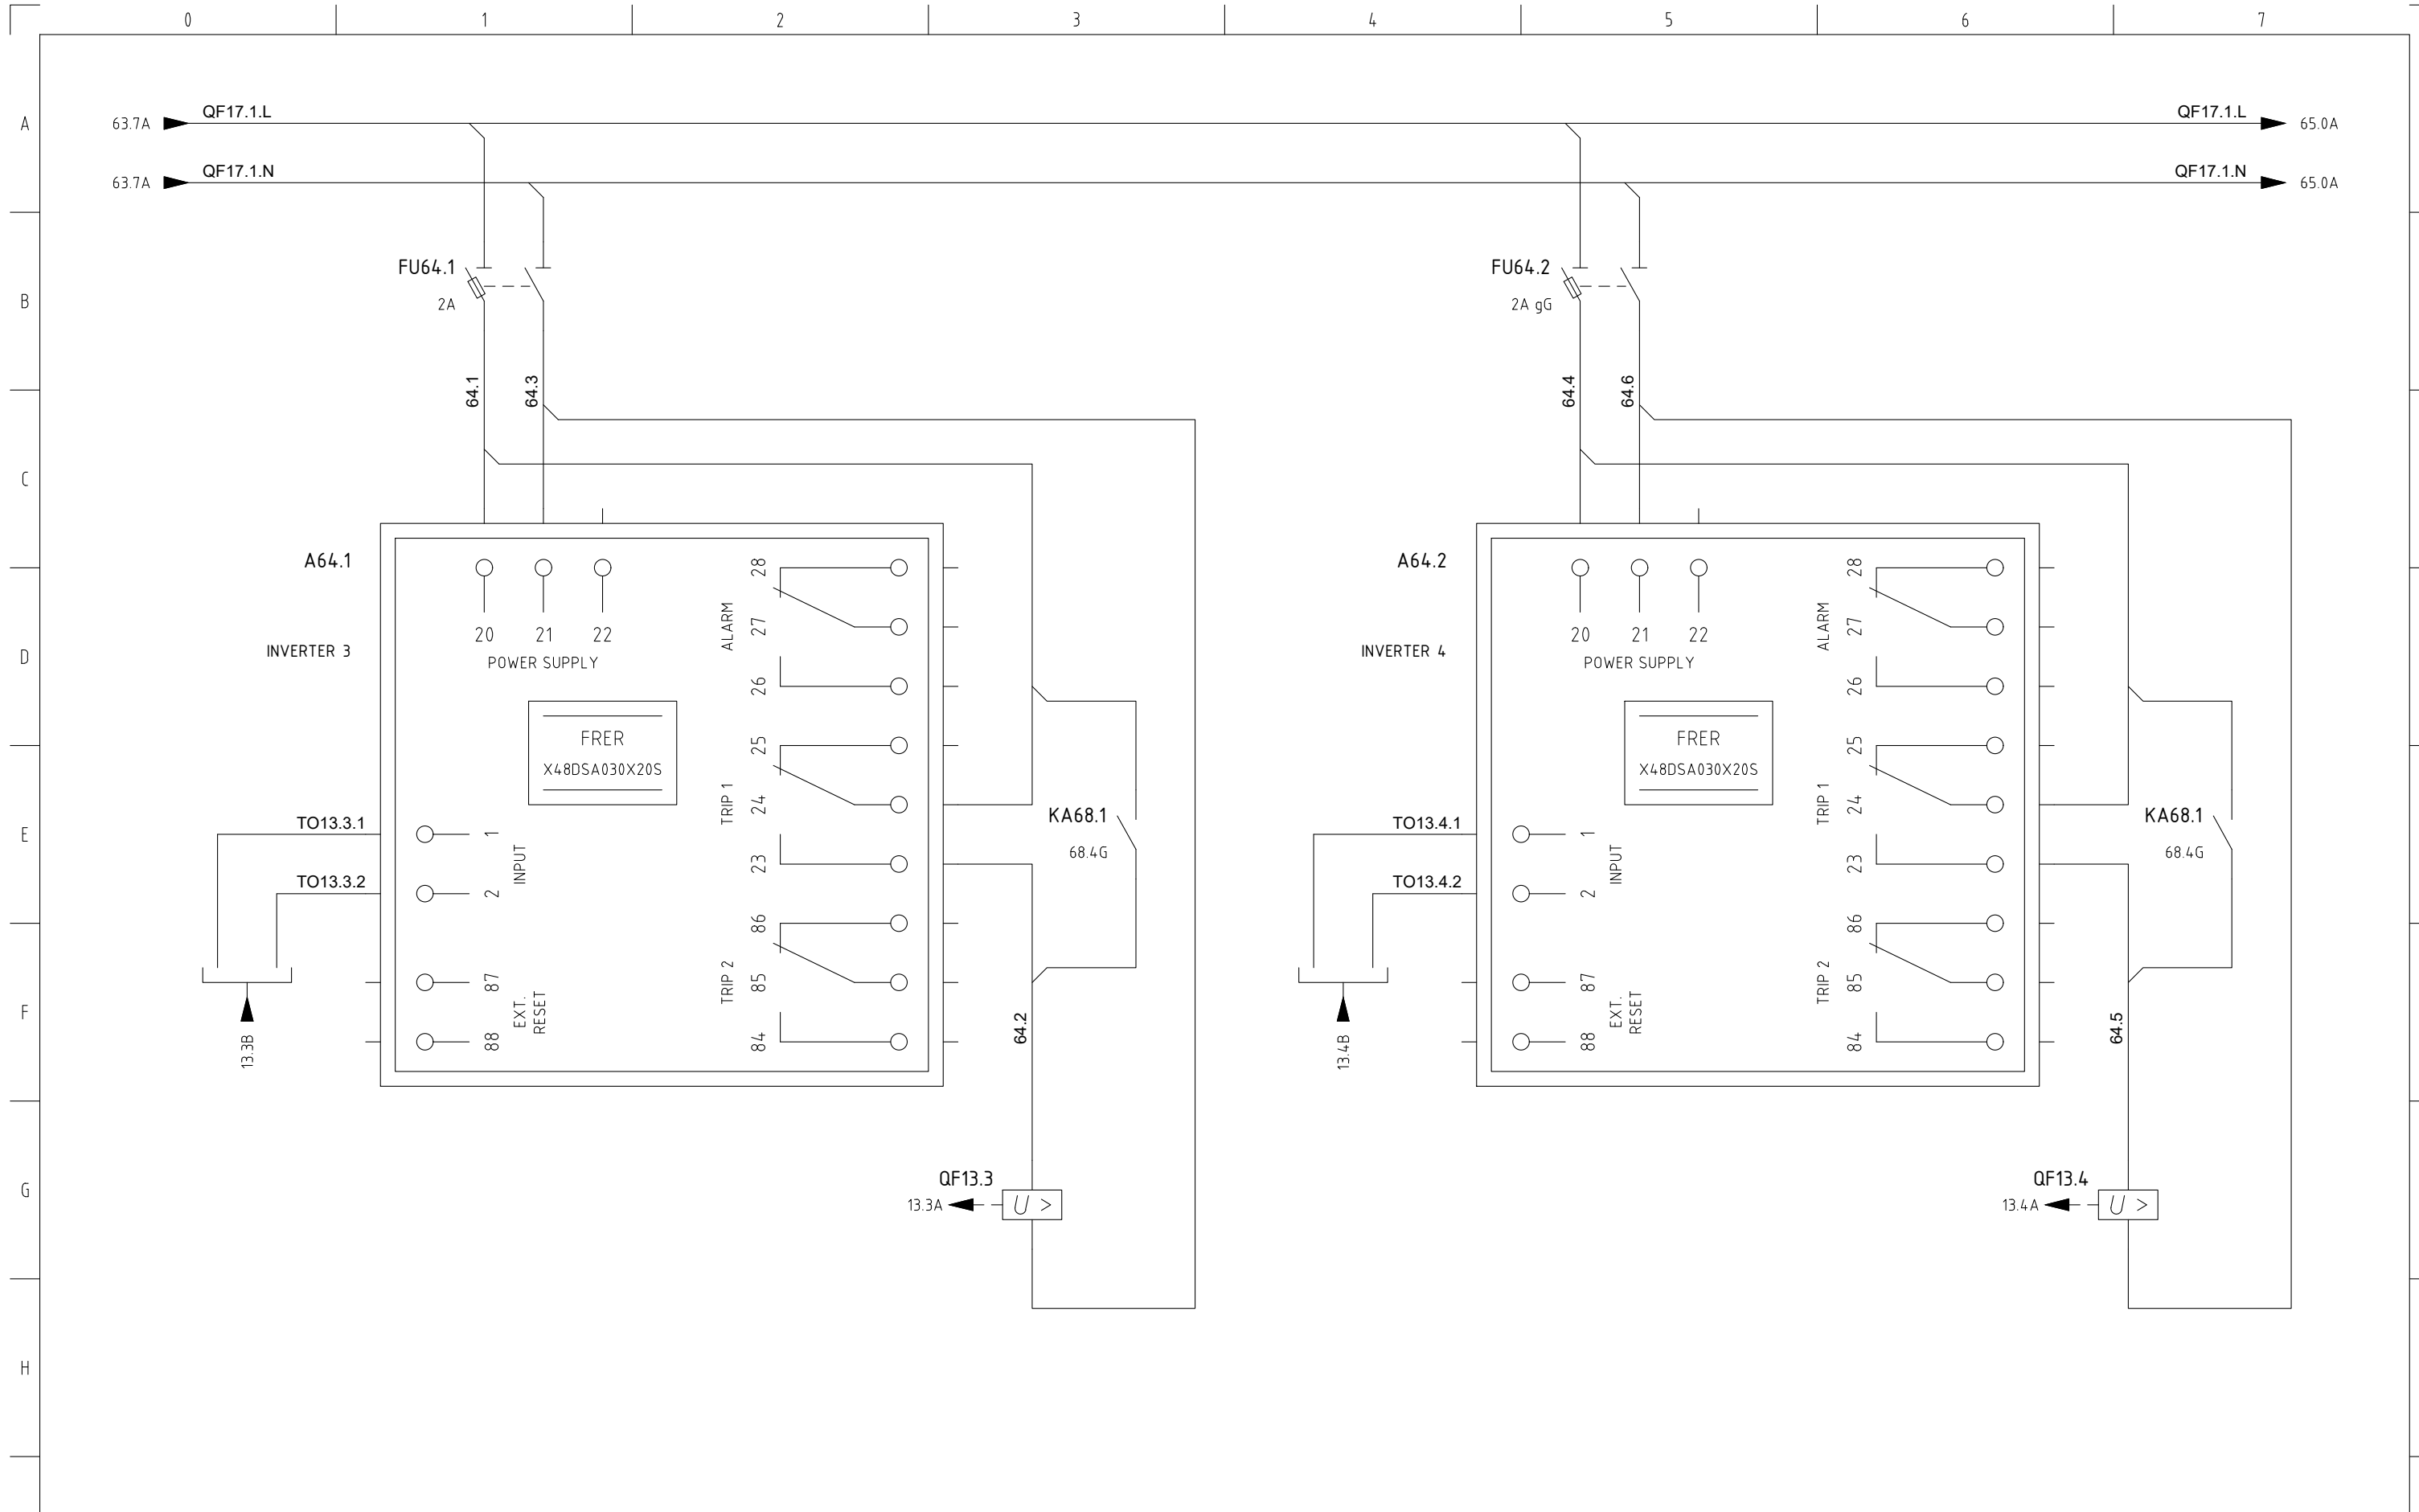 0 1 2 3 4 5 6 7
A
63.7A QF17.1.L QF17.1.L 65.0A
63.7A QF17.1.N QF17.1.N 65.0A
B
FU64.1 FU64.2
2A 2A gG
64.1 64.3 64.4 64.6
C
A64.1 A64.2
28 28
ALARM ALARM
27 27
20 21 22 20 21 22
D
INVERTER 3 INVERTER 4
POWER SUPPLY POWER SUPPLY
26 26
FRER FRER
25 25
X48DSA030X20S X48DSA030X20S
TRIP 1 TRIP 1
24 24
KA68.1 KA68.1
E
TO13.3.1 1 TO13.4.1 1
68.4G 68.4G
INPUT INPUT
23 23
TO13.3.2 2 TO13.4.2 2
86 86
TRIP 2 TRIP 2
87 85 87 85
F
EXT. EXT.
RESET RESET
64.2 64.5
13.3B 88 84 13.4B 88 84
G
QF13.3 QF13.4
13.3A U > 13.4A U >
H